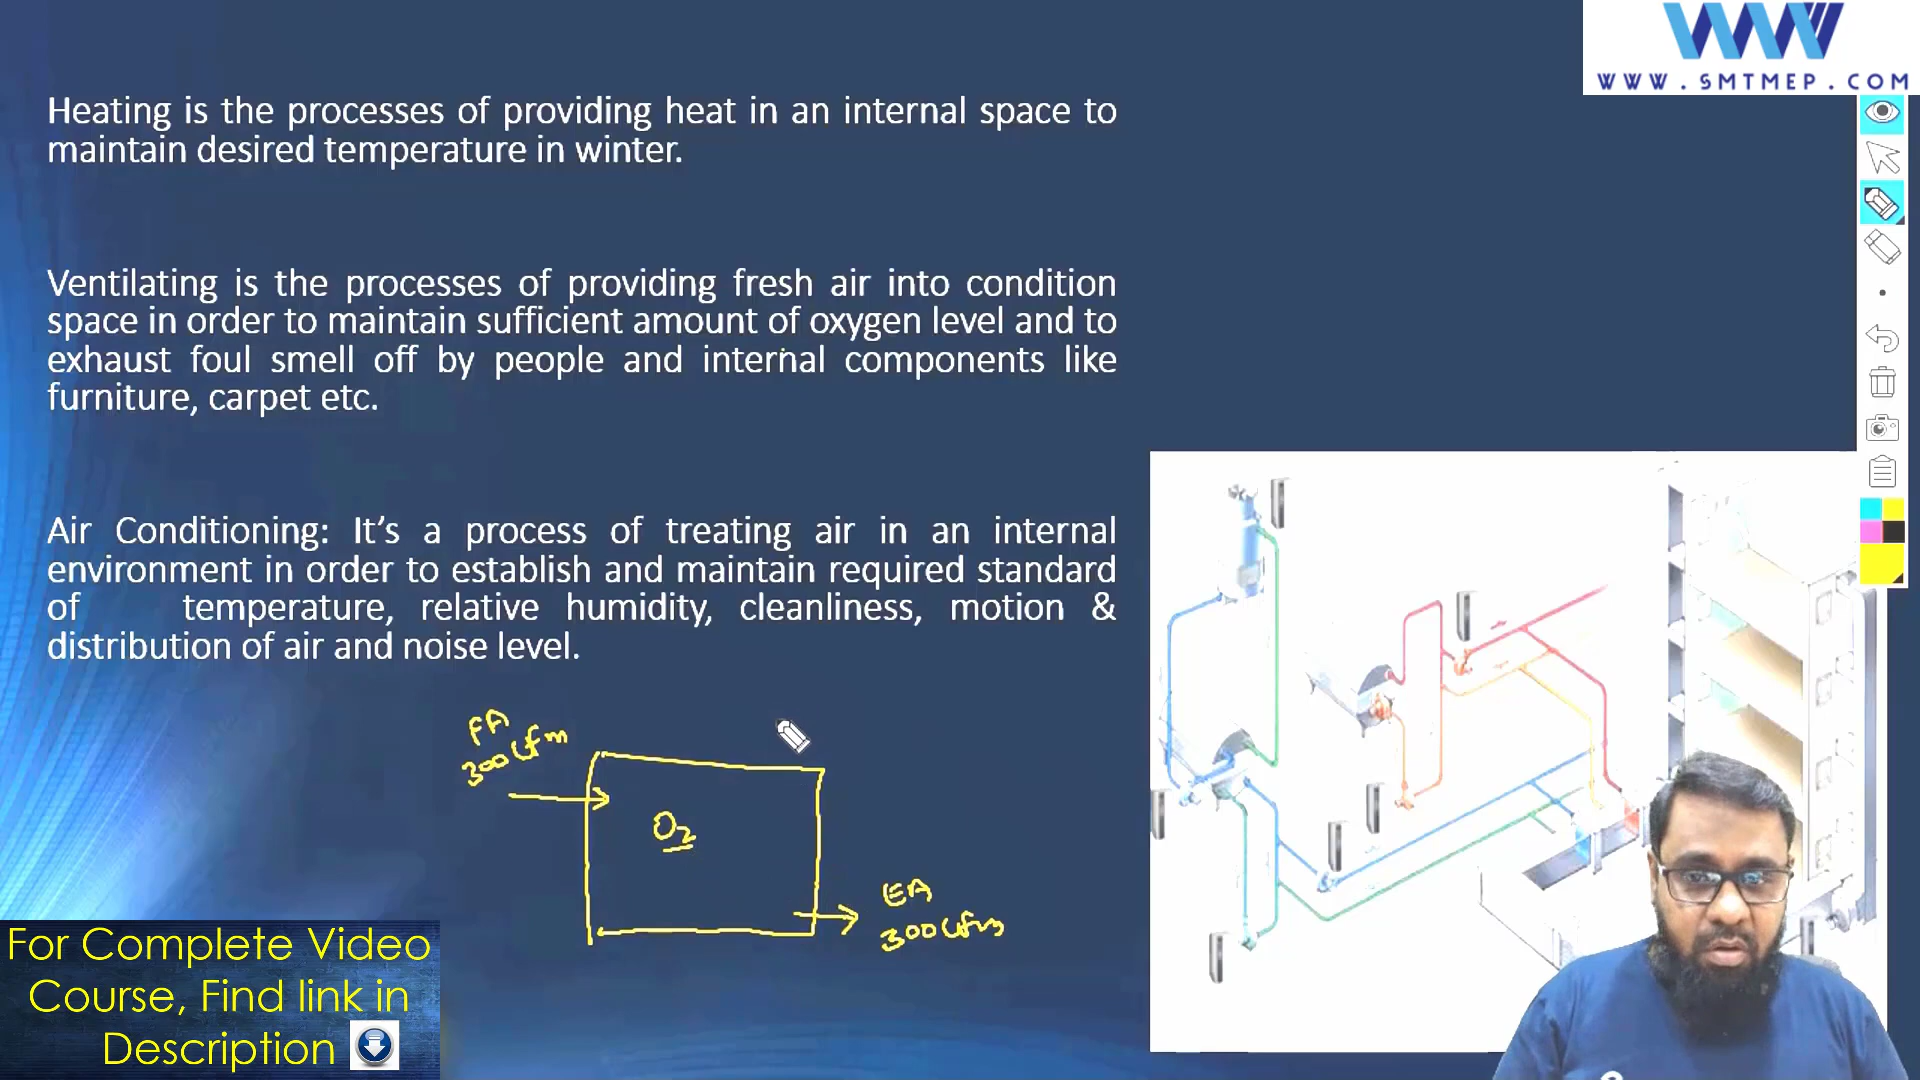 WWW.SMTMEP.COM
Heating is the processes of providing heat in an internal space to
maintain desired temperature in winter.
Ventilating is the processes of providing fresh air into condition
space in order to maintain sufficient amount of oxygen level and to
exhaust foul smell off by people and internal components like
furniture, carpet etc.
Air Conditioning: It’s a process of treating air in an internal
environment in order to establish and maintain required standard
of temperature, relative humidity, cleanliness, motion &
distribution of air and noise level.
FA
300 cfm
O2
EA
300 cfm
For Complete Video
Course, Find link in
Description